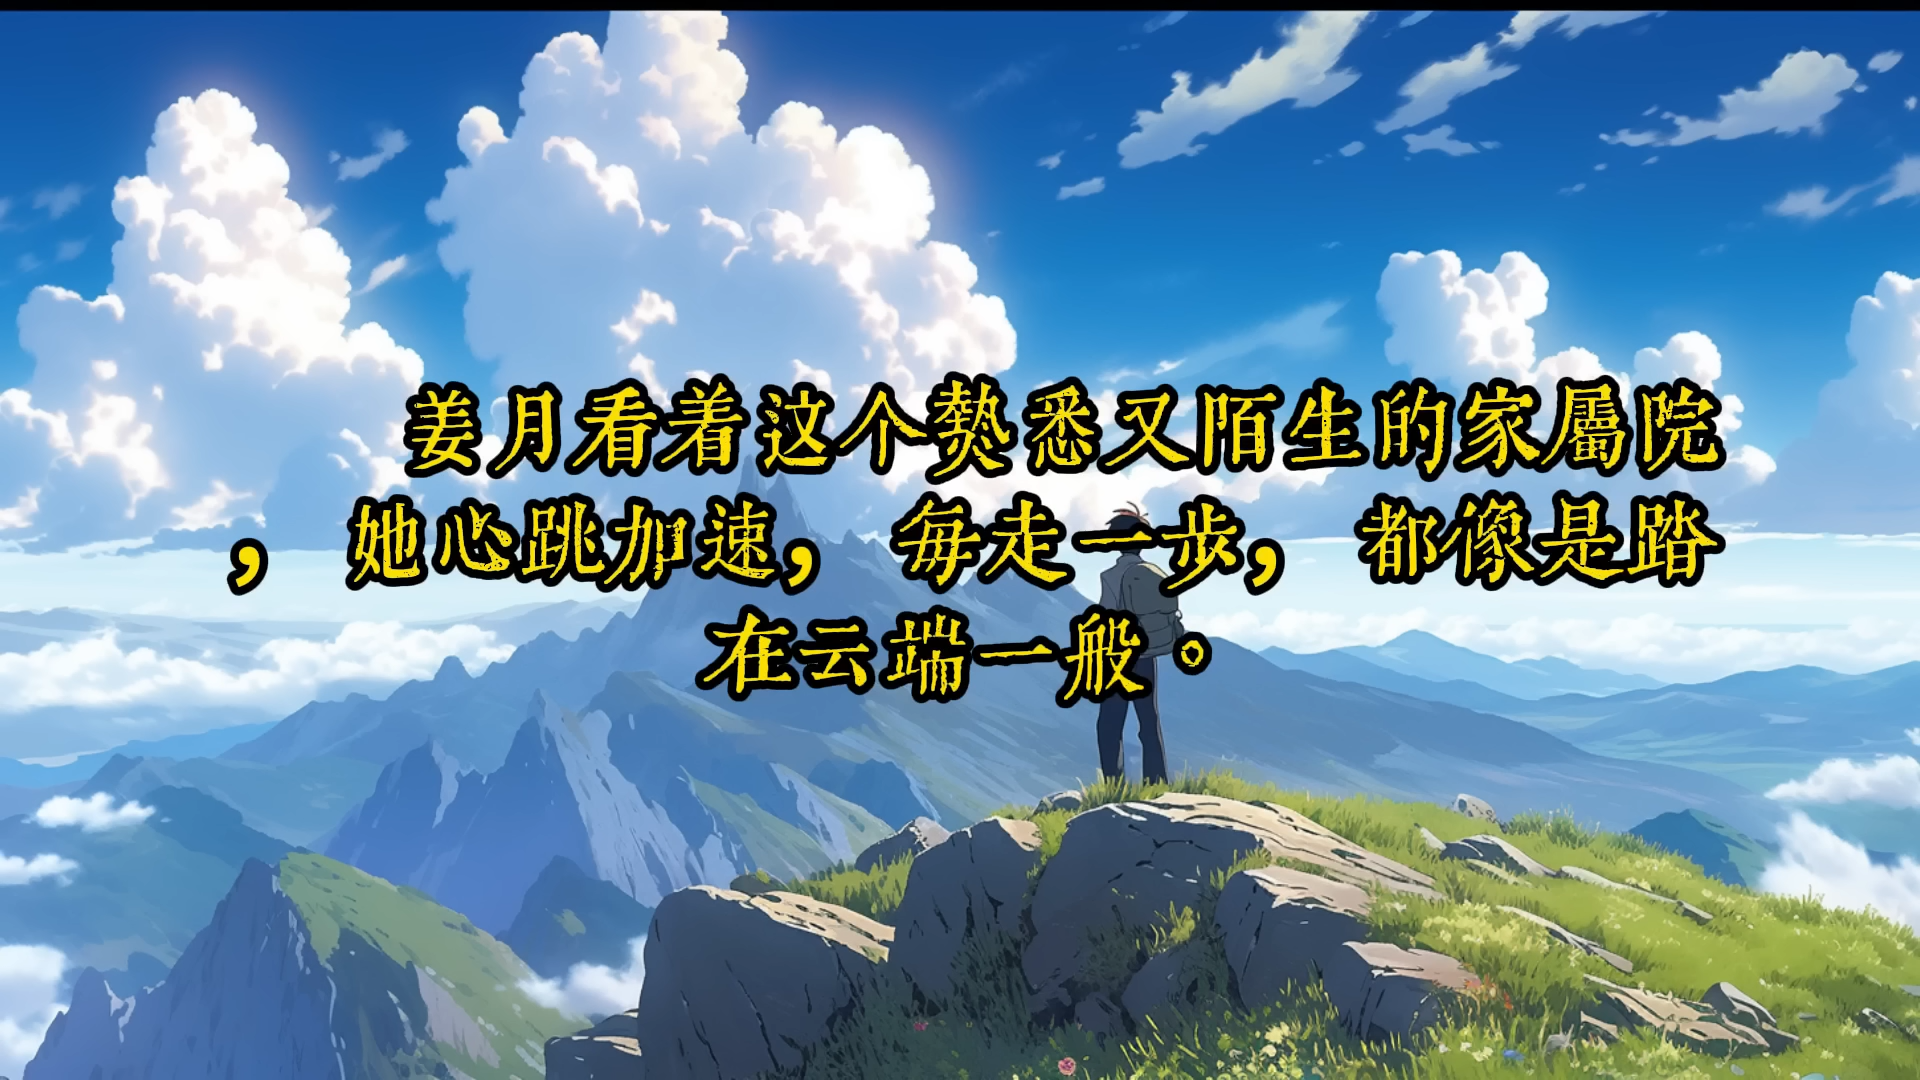 姜月看着这个熟悉又陌生的家屬院
，她心跳加速，每走一步，都像是踏
在云端一般。